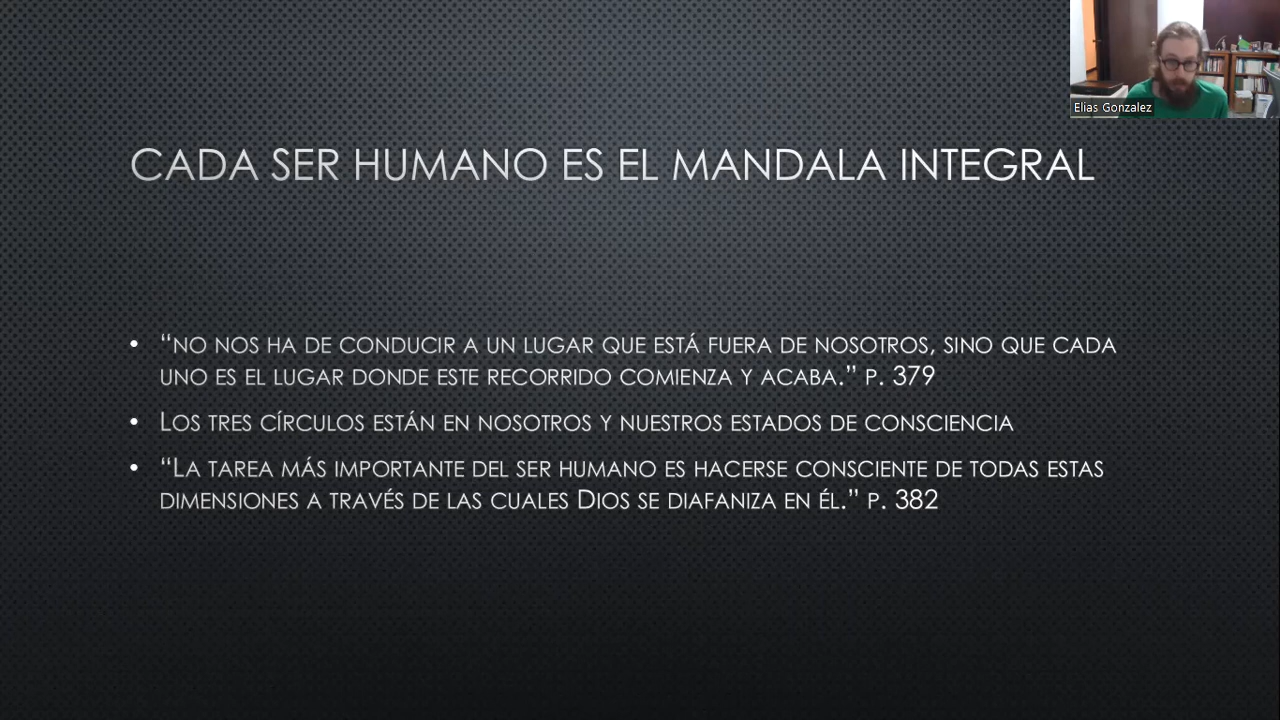 Elias Gonzalez
CADA SER HUMANO ES EL MANDALA INTEGRAL
• “NO NOS HA DE CONDUCIR A UN LUGAR QUE ESTÁ FUERA DE NOSOTROS, SINO QUE CADA
UNO ES EL LUGAR DONDE ESTE RECORRIDO COMIENZA Y ACABA.” P. 379
• LOS TRES CÍRCULOS ESTÁN EN NOSOTROS Y NUESTROS ESTADOS DE CONSCIENCIA
• “LA TAREA MÁS IMPORTANTE DEL SER HUMANO ES HACERSE CONSCIENTE DE TODAS ESTAS
DIMENSIONES A TRAVÉS DE LAS CUALES DIOS SE DIAFANIZA EN ÉL.” P. 382